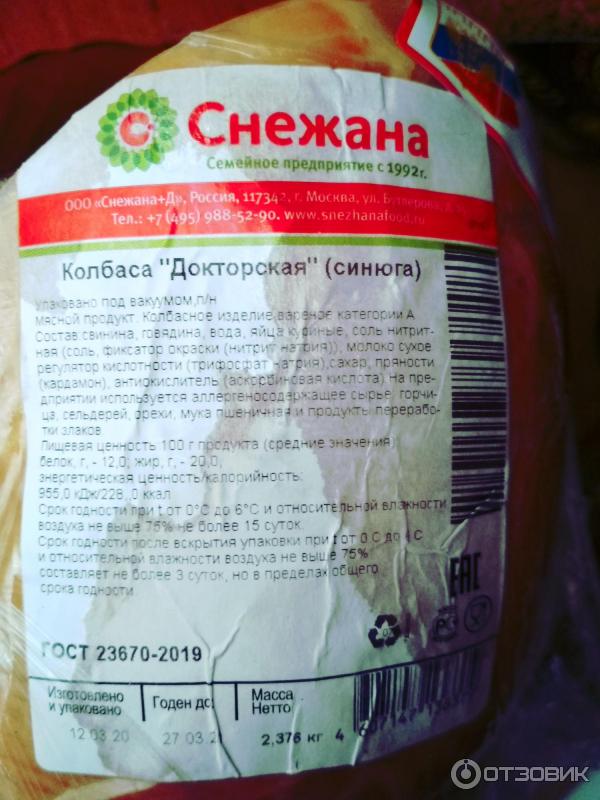 Снежана
Семейное предприятие с 1992г.
ООО «Снежана+Д», Россия, 117342, г. Москва, ул. Бутлерова, д.
Тел.: +7 (495) 988-52-90. www.snezhanafood.ru
Колбаса "Докторская" (синюга)
Упаковано под вакуумом,п/н
Мясной продукт. Колбасное изделие вареное категории А
Состав:свинина, говядина, вода, яйца куриные, соль нитрит-
ная (соль, фиксатор окраски (нитрит натрия)), молоко сухое
регулятор кислотности (трифосфат натрия),сахар, пряности
(кардамон), антиокислитель (аскорбиновая кислота) На пред-
приятии используется аллергеносодержащее сырье: горчи-
ца, сельдерей, орехи, мука пшеничная и продукты переработ-
ки злаков
Пищевая ценность 100 г продукта (средние значения)
белок, г, - 12,0; жир, г, - 20,0,
энергетическая ценность/калорийность:
955,0 кДж/228,0 ккал
Срок годности при t от 0°С до 6°С и относительной влажности
воздуха не выше 75% не более 15 суток.
Срок годности после вскрытия упаковки при t от 0 С до С
и относительной влажности воздуха не выше 75%
составляет не более 3 суток, но в пределах общего
срока годности
EAC
ГОСТ 23670-2019
Изготовлено Годен до: Масса
и упаковано Нетто
12.03.20 27.03.2 2,376 кг
ОТЗОВИК